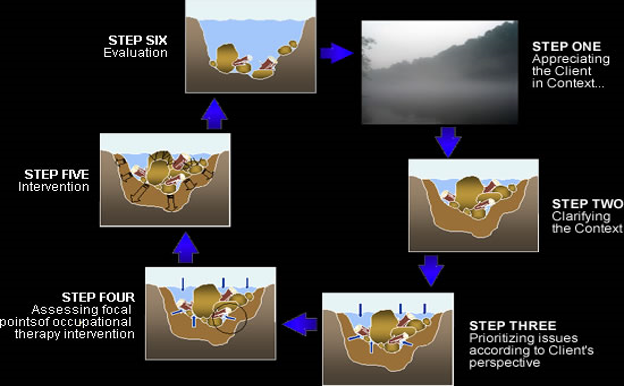 STEP ONE
Appreciating
the Client
in Context...
STEP TWO
Clarifying
the Context
STEP THREE
Prioritizing issues
according to Client's
perspective
STEP FOUR
Assessing focal
pointsof occupational
therapy intervention
STEP FIVE
Intervention
STEP SIX
Evaluation